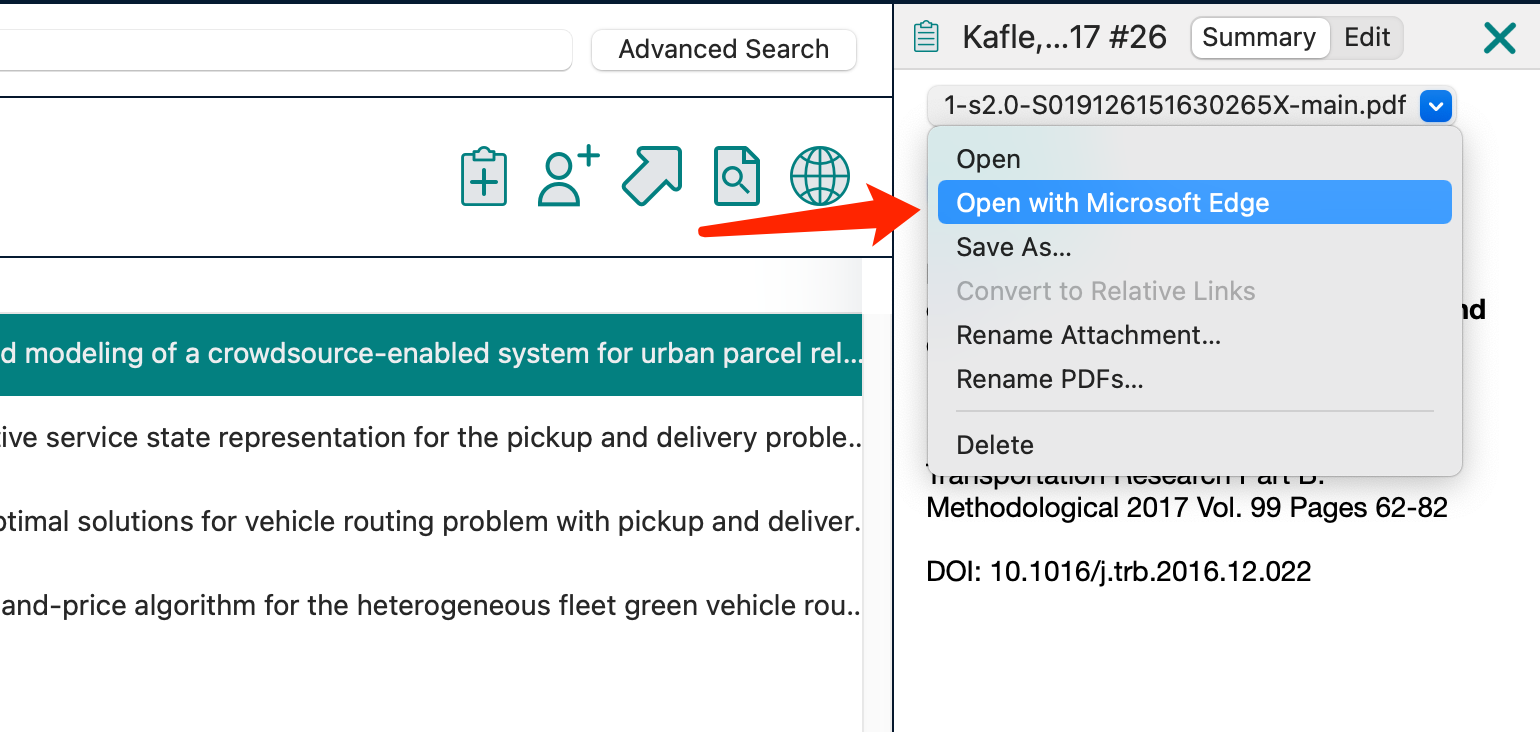 Kafle,...17 #26
Summary
Edit
Advanced Search
1-s2.0-S019126151630265X-main.pdf
Open
Open with Microsoft Edge
Save As...
Convert to Relative Links
Rename Attachment...
Rename PDFs...
Delete
nd
d modeling of a crowdsource-enabled system for urban parcel rel...
tive service state representation for the pickup and delivery proble..
ptimal solutions for vehicle routing problem with pickup and deliver.
and-price algorithm for the heterogeneous fleet green vehicle rou..
Transportation Research Part B:
Methodological 2017 Vol. 99 Pages 62-82
DOI: 10.1016/j.trb.2016.12.022